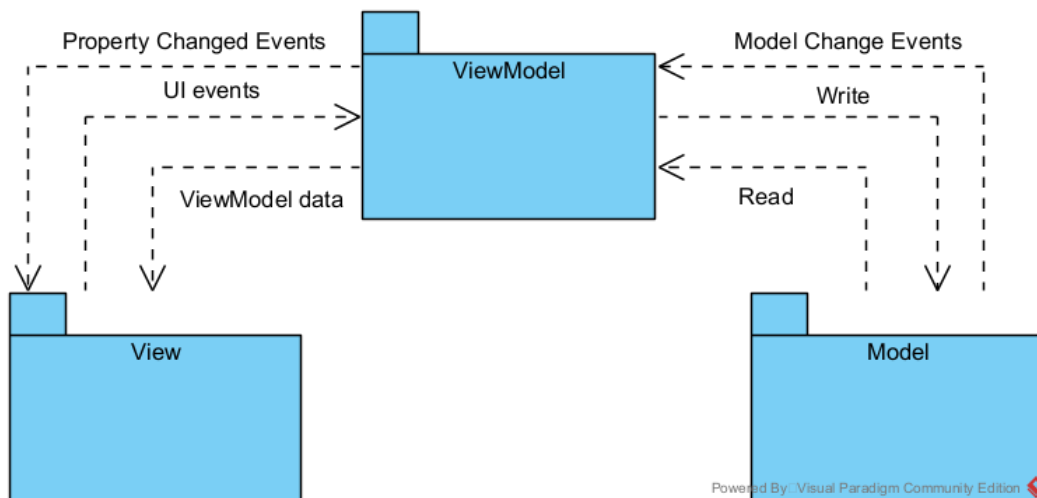 Property Changed Events
Model Change Events
ViewModel
UI events
Write
ViewModel data
Read
View
Model
Powered By Visual Paradigm Community Edition